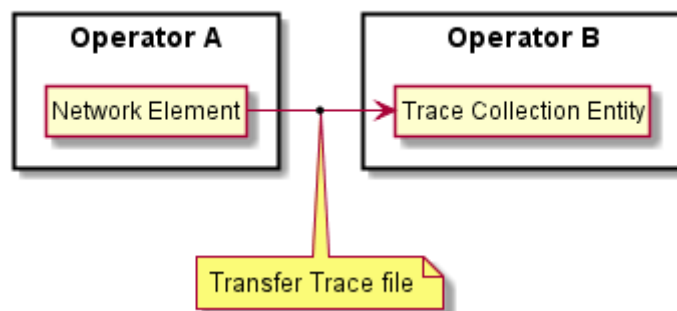 Operator A
Operator B
Network Element
Trace Collection Entity
Transfer Trace file